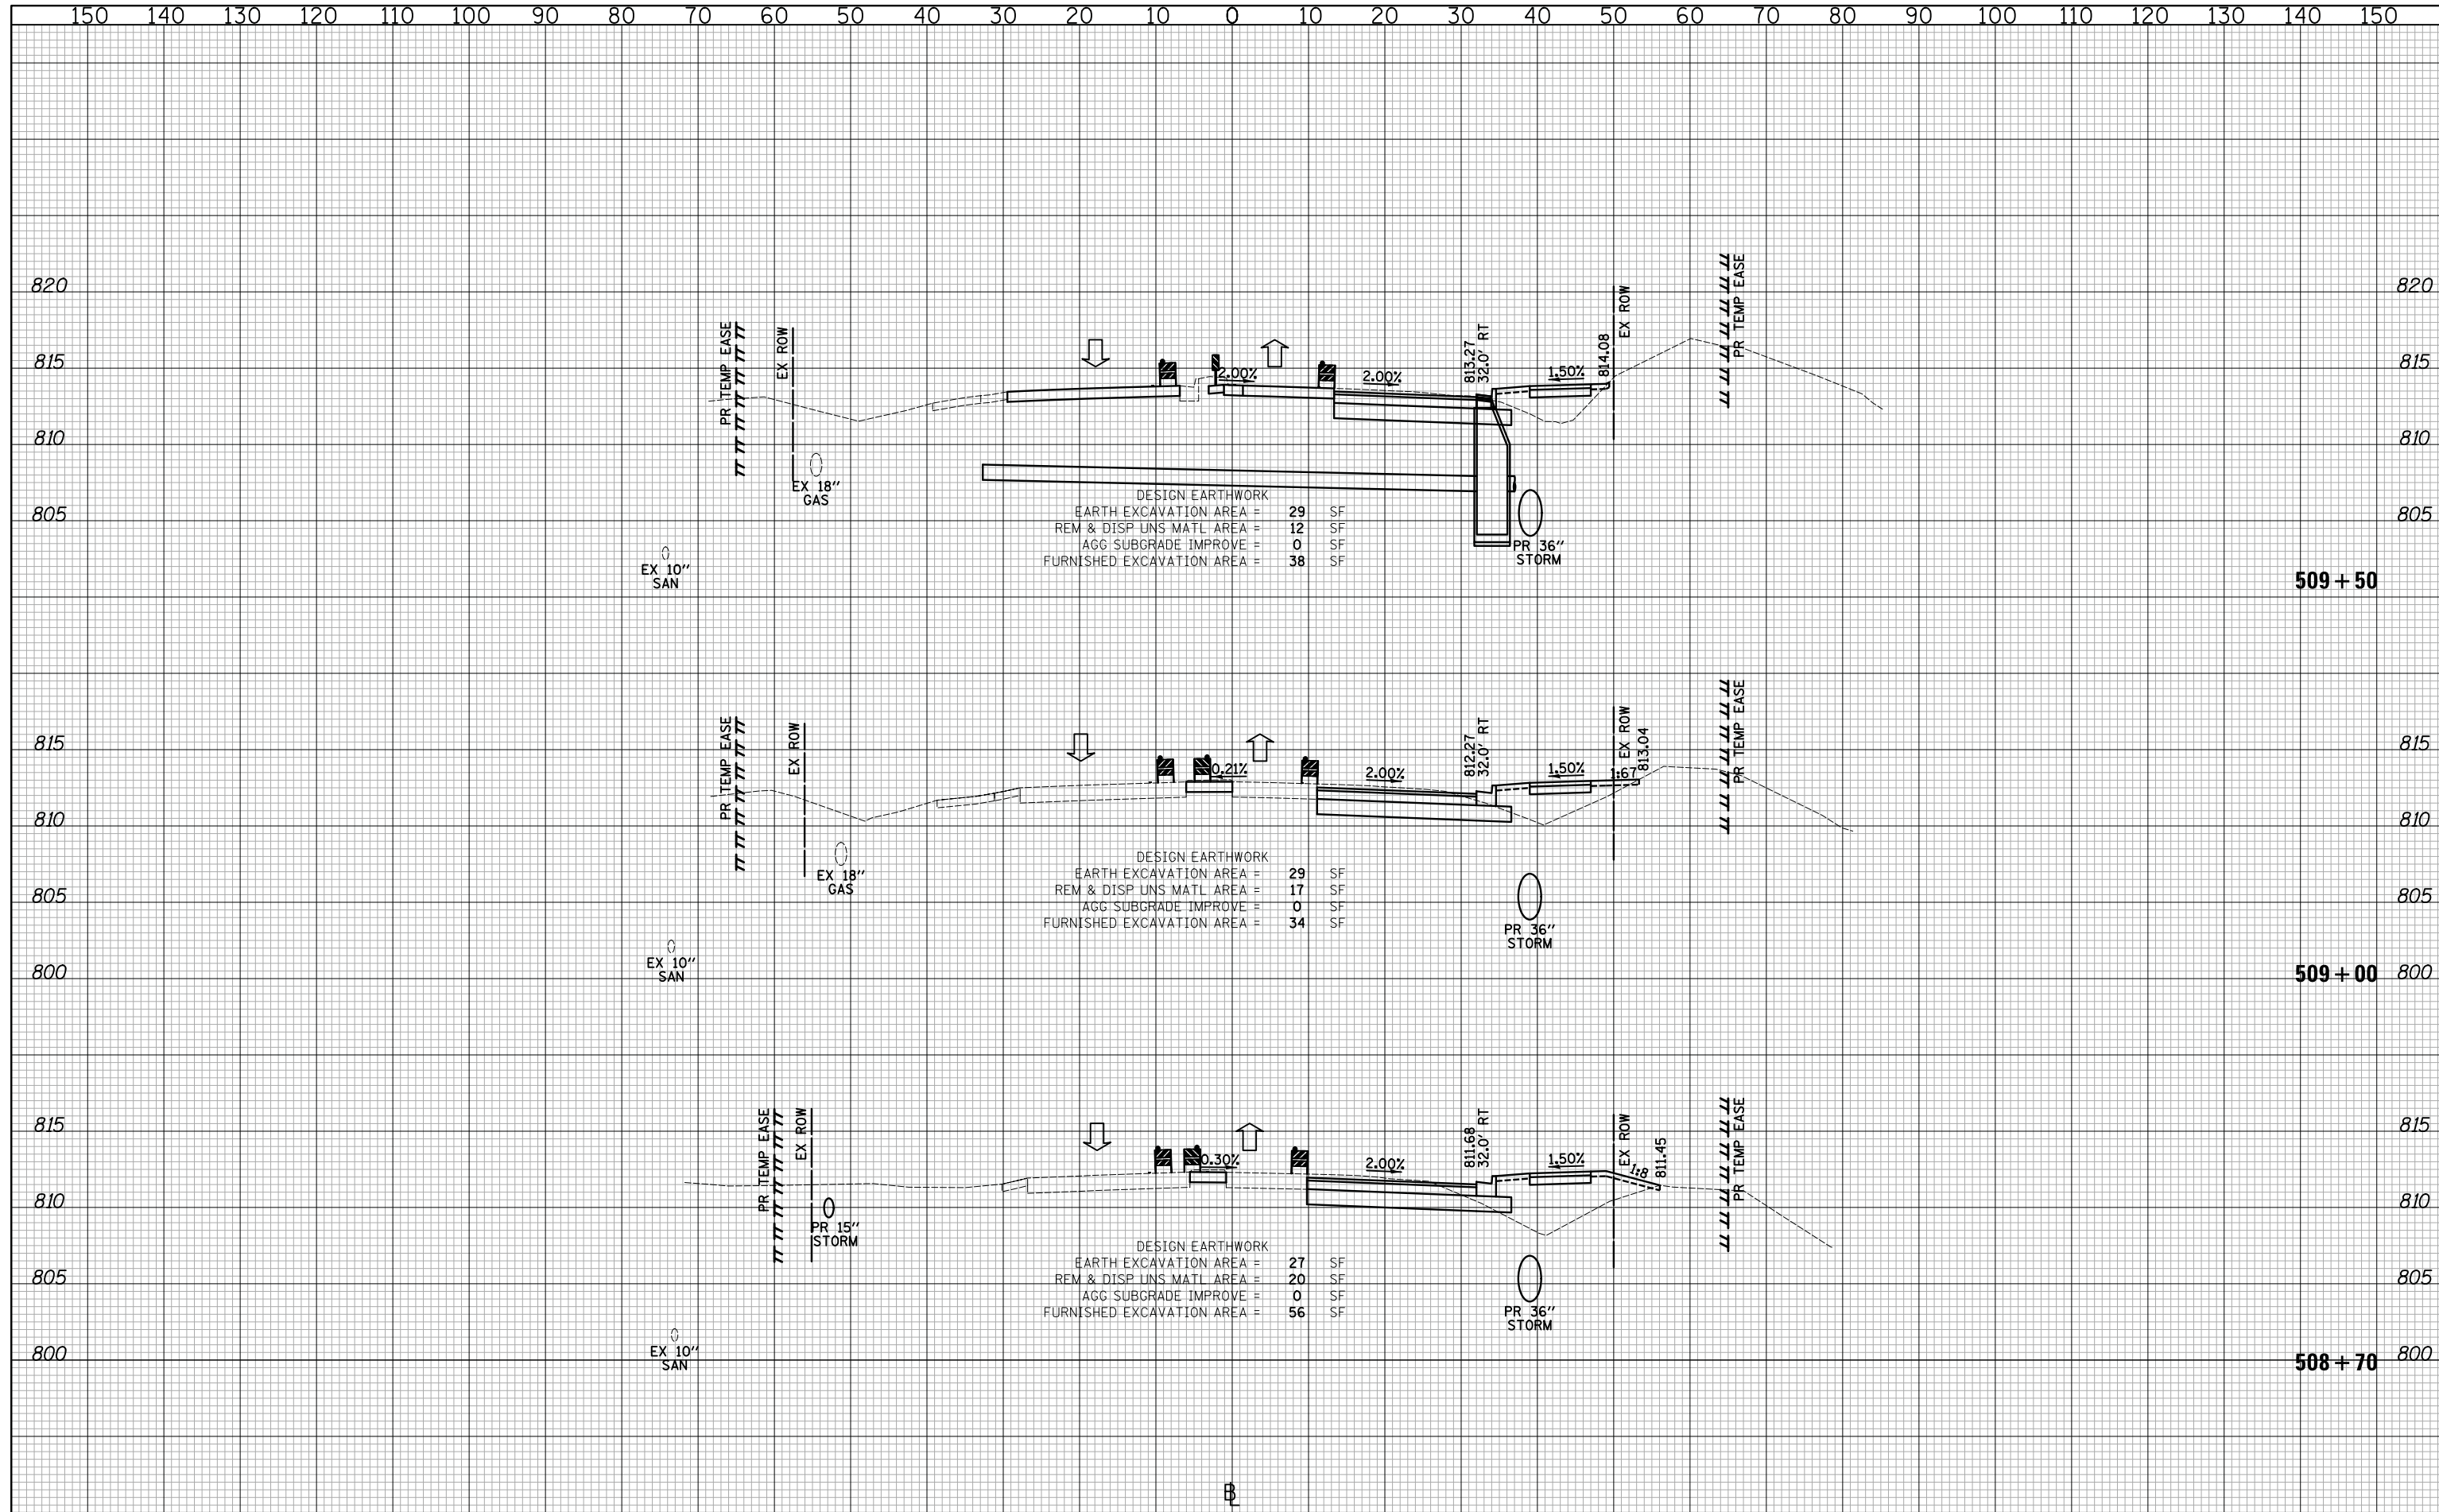 150 140 130 120 110 100 90 80 70 60 50 40 30 20 10 0 10 20 30 40 50 60 70 80 90 100 110 120 130 140 150
820
815
810
805
PR TEMP EASE
EX ROW
EX 18"
GAS
EX 10"
SAN
2.00%
2.00%
813.27
32.0' RT
1.50%
814.08
EX ROW
PR TEMP EASE
DESIGN EARTHWORK
EARTH EXCAVATION AREA = 29 SF
REM & DISP UNS MATL AREA = 12 SF
AGG SUBGRADE IMPROVE = 0 SF
FURNISHED EXCAVATION AREA = 38 SF
PR 36"
STORM
820
815
810
805
509+50
815
810
805
800
PR TEMP EASE
EX ROW
EX 18"
GAS
EX 10"
SAN
0.21%
2.00%
812.27
32.0' RT
1.50%
1:67
EX ROW
813.04
PR TEMP EASE
DESIGN EARTHWORK
EARTH EXCAVATION AREA = 29 SF
REM & DISP UNS MATL AREA = 17 SF
AGG SUBGRADE IMPROVE = 0 SF
FURNISHED EXCAVATION AREA = 34 SF
PR 36"
STORM
815
810
805
509+00 800
815
810
805
800
PR TEMP EASE
EX ROW
PR 15"
STORM
EX 10"
SAN
0.30%
2.00%
811.68
32.0' RT
1.50%
EX ROW
1:8
811.45
PR TEMP EASE
DESIGN EARTHWORK
EARTH EXCAVATION AREA = 27 SF
REM & DISP UNS MATL AREA = 20 SF
AGG SUBGRADE IMPROVE = 0 SF
FURNISHED EXCAVATION AREA = 56 SF
PR 36"
STORM
815
810
805
508+70 800
BL